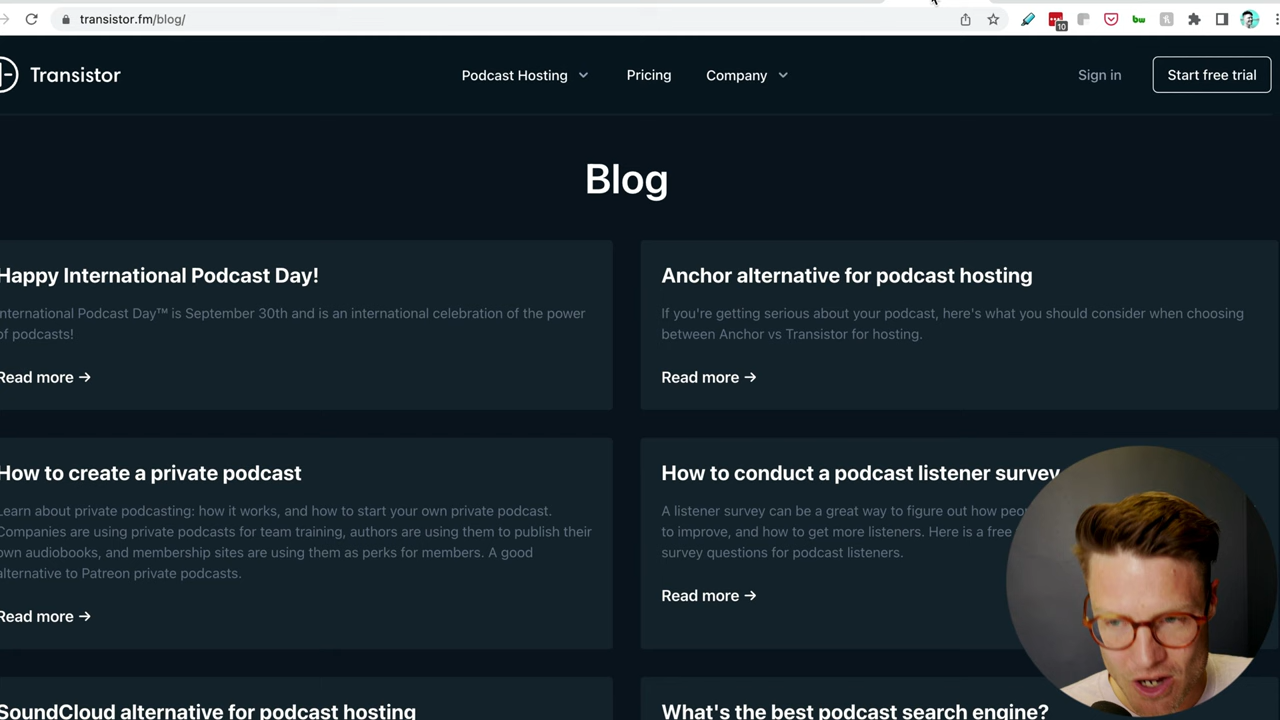 transistor.fm/blog/
10
bw
Transistor
Podcast Hosting
Pricing
Company
Sign in
Start free trial
Blog
Happy International Podcast Day!
International Podcast Day™ is September 30th and is an international celebration of the power
of podcasts!
Read more →
Anchor alternative for podcast hosting
If you're getting serious about your podcast, here's what you should consider when choosing
between Anchor vs Transistor for hosting.
Read more →
How to create a private podcast
Learn about private podcasting: how it works, and how to start your own private podcast.
Companies are using private podcasts for team training, authors are using them to publish their
own audiobooks, and membership sites are using them as perks for members. A good
alternative to Patreon private podcasts.
Read more →
How to conduct a podcast listener survey
A listener survey can be a great way to figure out how
to improve, and how to get more listeners. Here is a free
survey questions for podcast listeners.
Read more →
SoundCloud alternative for podcast hosting
What's the best podcast search engine?